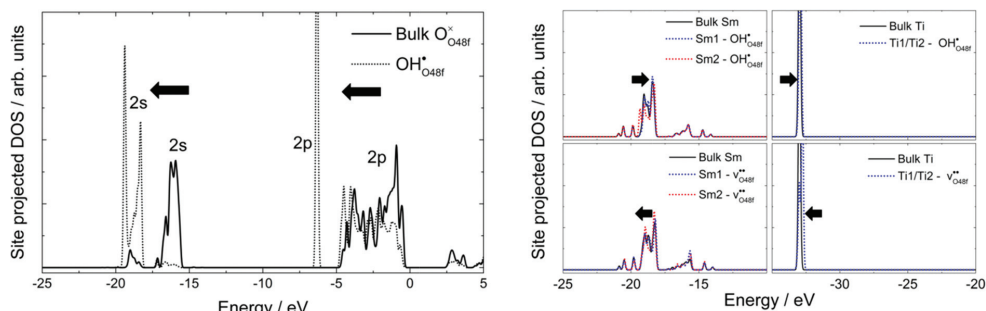 Site projected DOS / arb. units
Bulk O×O48f
OH•O48f
2s
2s
2p
2p
-25 -20 -15 -10 -5 0 5
Energy / eV
Site projected DOS / arb. units
Bulk Sm
Sm1 - OH•O48f
Sm2 - OH•O48f
Bulk Ti
Ti1/Ti2 - OH•O48f
Bulk Sm
Sm1 - v••O48f
Sm2 - v••O48f
Bulk Ti
Ti1/Ti2 - v••O48f
-25 -20 -15 -10 -30 -25 -20
Energy / eV